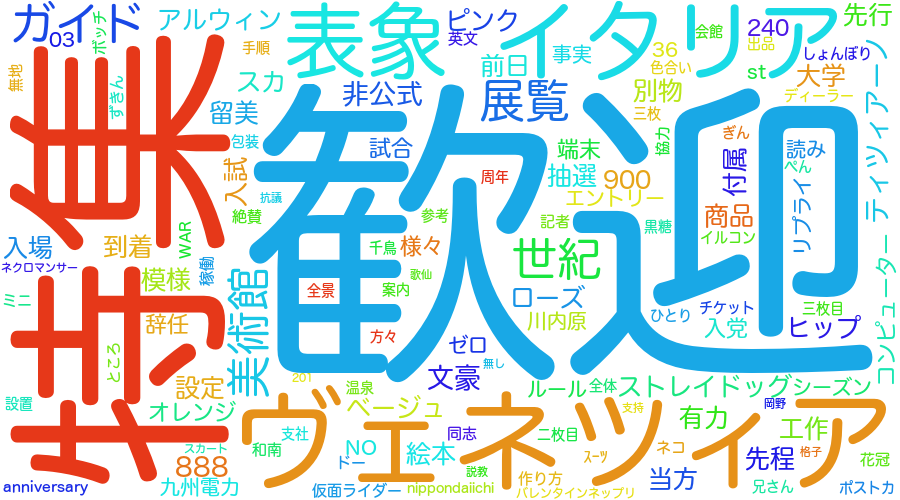 ガイド
03
ポッチ
アルウィン
表象
ピンク
英文
イタリア
先行
会館
240
出品
しょんぼり
無地
手順
スカ
前日
事実
36
色合い
st
大学
ディーラー
ずきん
留美
非公式
展覧
別物
三枚
ぎん
特集
包装
試合
端末
協力
読み
ティツィアーノ
歓迎
入試
周年
抽選
900
付属
ぺん
絶賛
抗議
参考
記者
エントリー
黒糖
商品
イルコン
リプライ
入場
到着
WAR
稼働
千鳥
様々
世紀
ネクロマンサー
模様
美術館
全景
案内
歌仙
ローズ
ひとり
チケット
三枚目
コンピューター
ミニ
辞任
方々
川内原
入党
ヒップ
ところ
設定
201
温泉
ゼロ
文豪
無し
ルール
全体
ストレイドッグ
シーズン
設置
オレンジ
ヴェネツィア
ベージュ
支持
岡野
有力
工作
スカート
和南
支社
NO
絵本
同志
二枚目
スーツ
ネコ
先程
格子
花冠
888
ドー
説教
作り方
当方
兄さん
ポストカ
anniversary
九州電力
仮面ライダー
nippondaiichi
バレンタインネップリ